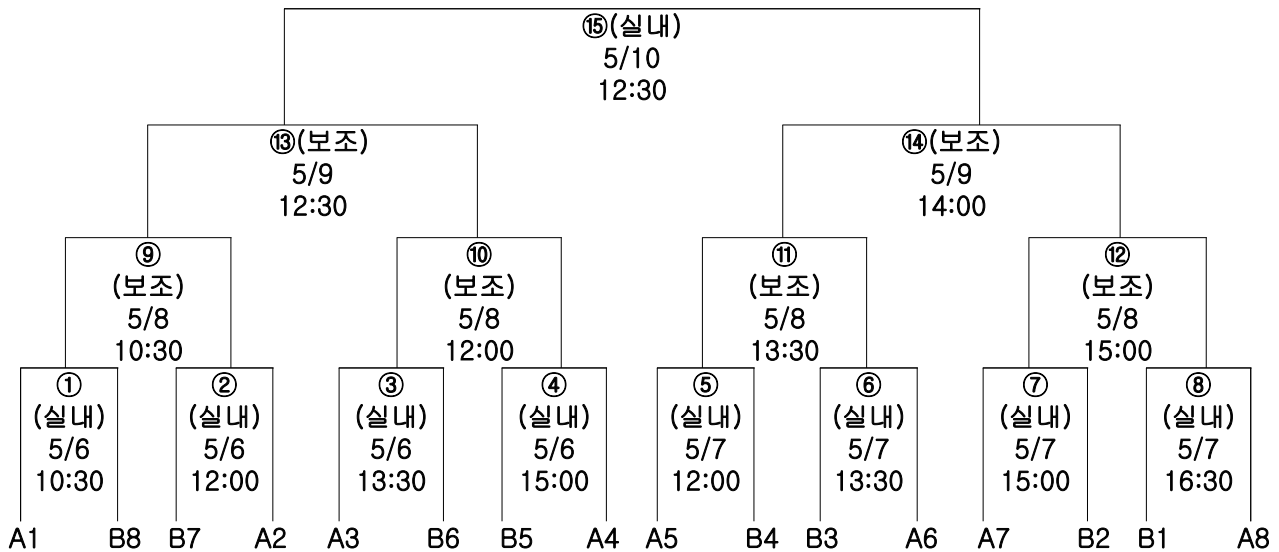 ⑮(실내)
5/10
12:30
⑬(보조)
5/9
12:30
⑭(보조)
5/9
14:00
⑨
(보조)
5/8
10:30
⑩
(보조)
5/8
12:00
⑪
(보조)
5/8
13:30
⑫
(보조)
5/8
15:00
①
(실내)
5/6
10:30
②
(실내)
5/6
12:00
③
(실내)
5/6
13:30
④
(실내)
5/6
15:00
⑤
(실내)
5/7
12:00
⑥
(실내)
5/7
13:30
⑦
(실내)
5/7
15:00
⑧
(실내)
5/7
16:30
A1 B8 B7 A2 A3 B6 B5 A4 A5 B4 B3 A6 A7 B2 B1 A8